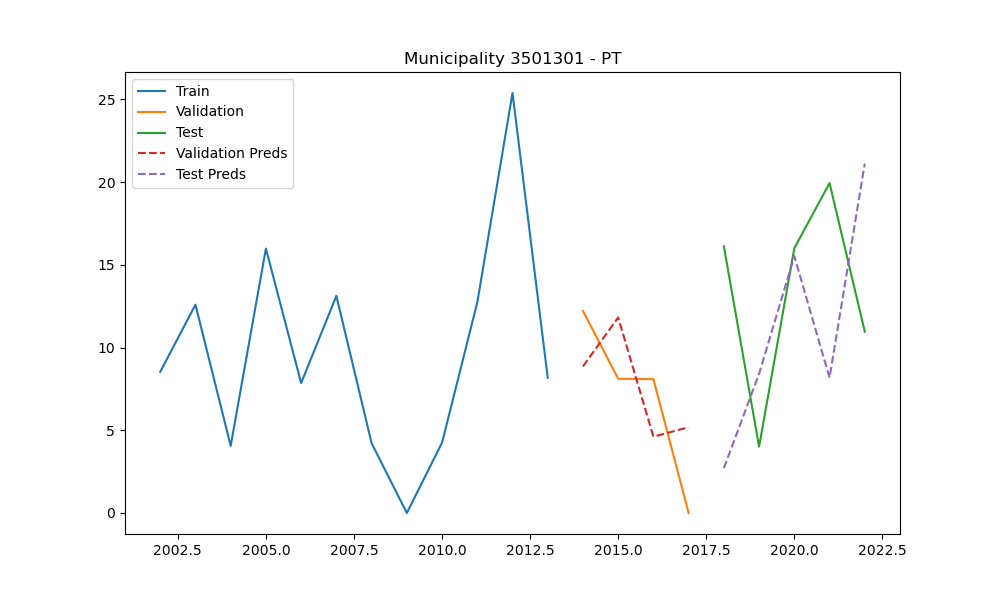 Municipality 3501301 - PT
Train
Validation
Test
Validation Preds
Test Preds
25
20
15
10
5
0
2002.5 2005.0 2007.5 2010.0 2012.5 2015.0 2017.5 2020.0 2022.5